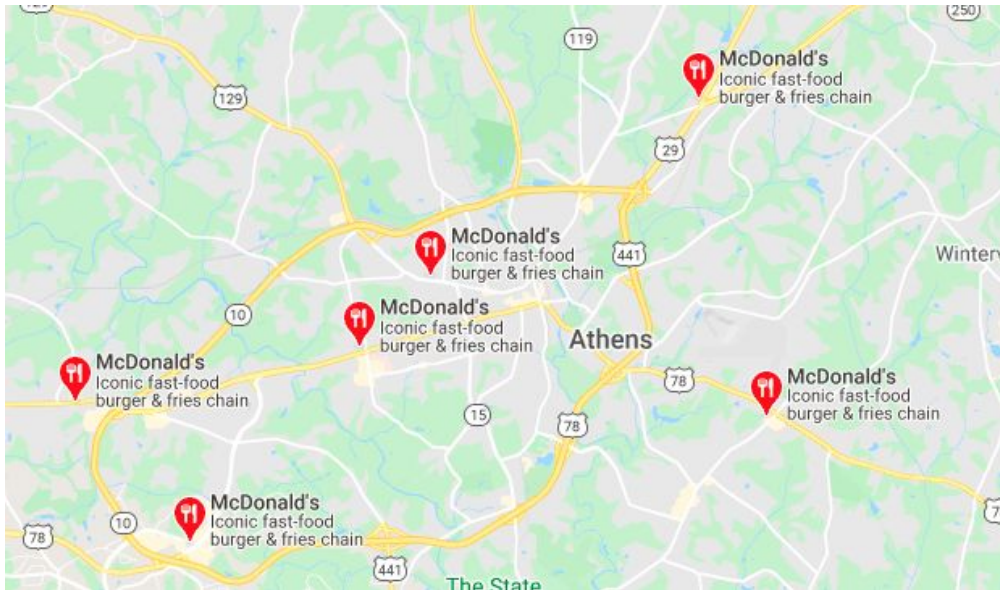 250
119
McDonald's
Iconic fast-food
burger & fries chain
129
29
McDonald's
Iconic fast-food
burger & fries chain
441
Winterv
10
McDonald's
Iconic fast-food
burger & fries chain
Athens
McDonald's
Iconic fast-food
burger & fries chain
78
McDonald's
Iconic fast-food
burger & fries chain
15
78
McDonald's
Iconic fast-food
burger & fries chain
10
78
441
The State